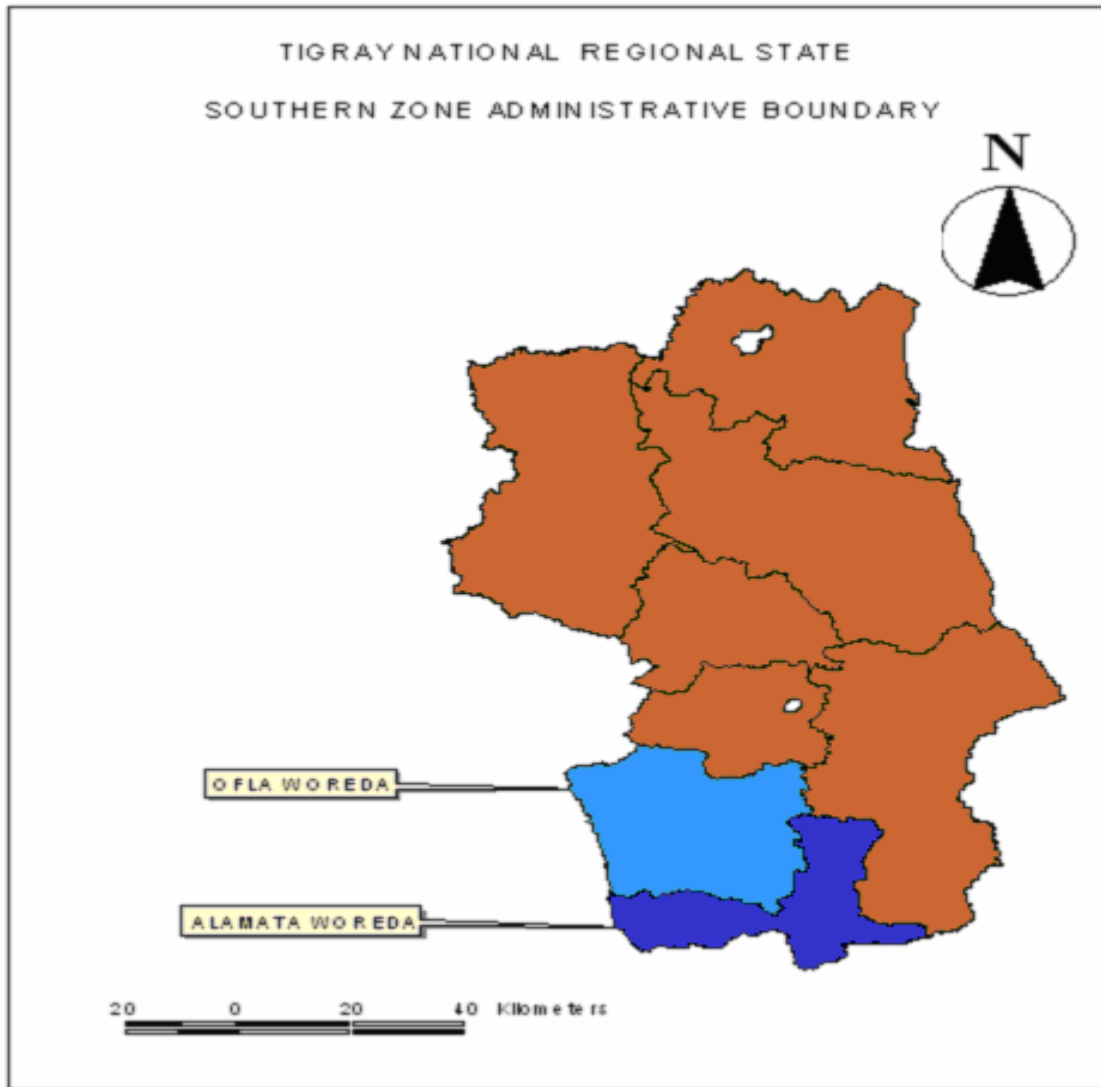 TIGRAY NATIONAL REGIONAL STATE
SOUTHERN ZONE ADMINISTRATIVE BOUNDARY
N
OFLA WOREDA
ALAMATA WOREDA
20 0 20 40 Kilometers